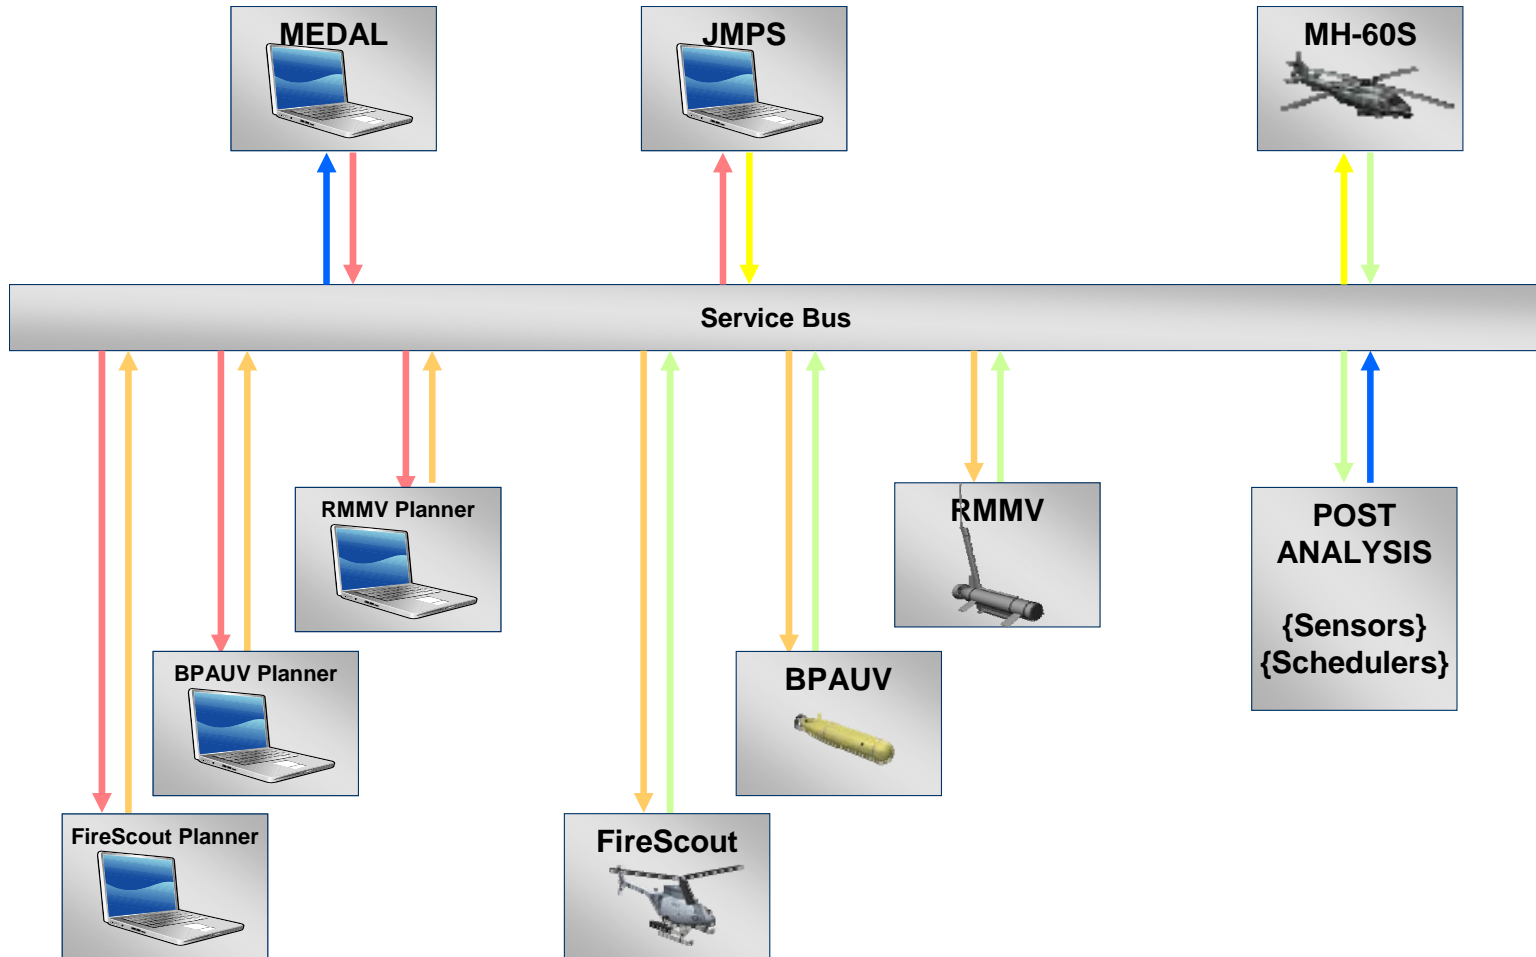 MEDAL
JMPS
MH-60S
Service Bus
RMMV Planner
RMMV
POST
ANALYSIS
{Sensors}
{Schedulers}
BPAUV Planner
BPAUV
FireScout Planner
FireScout